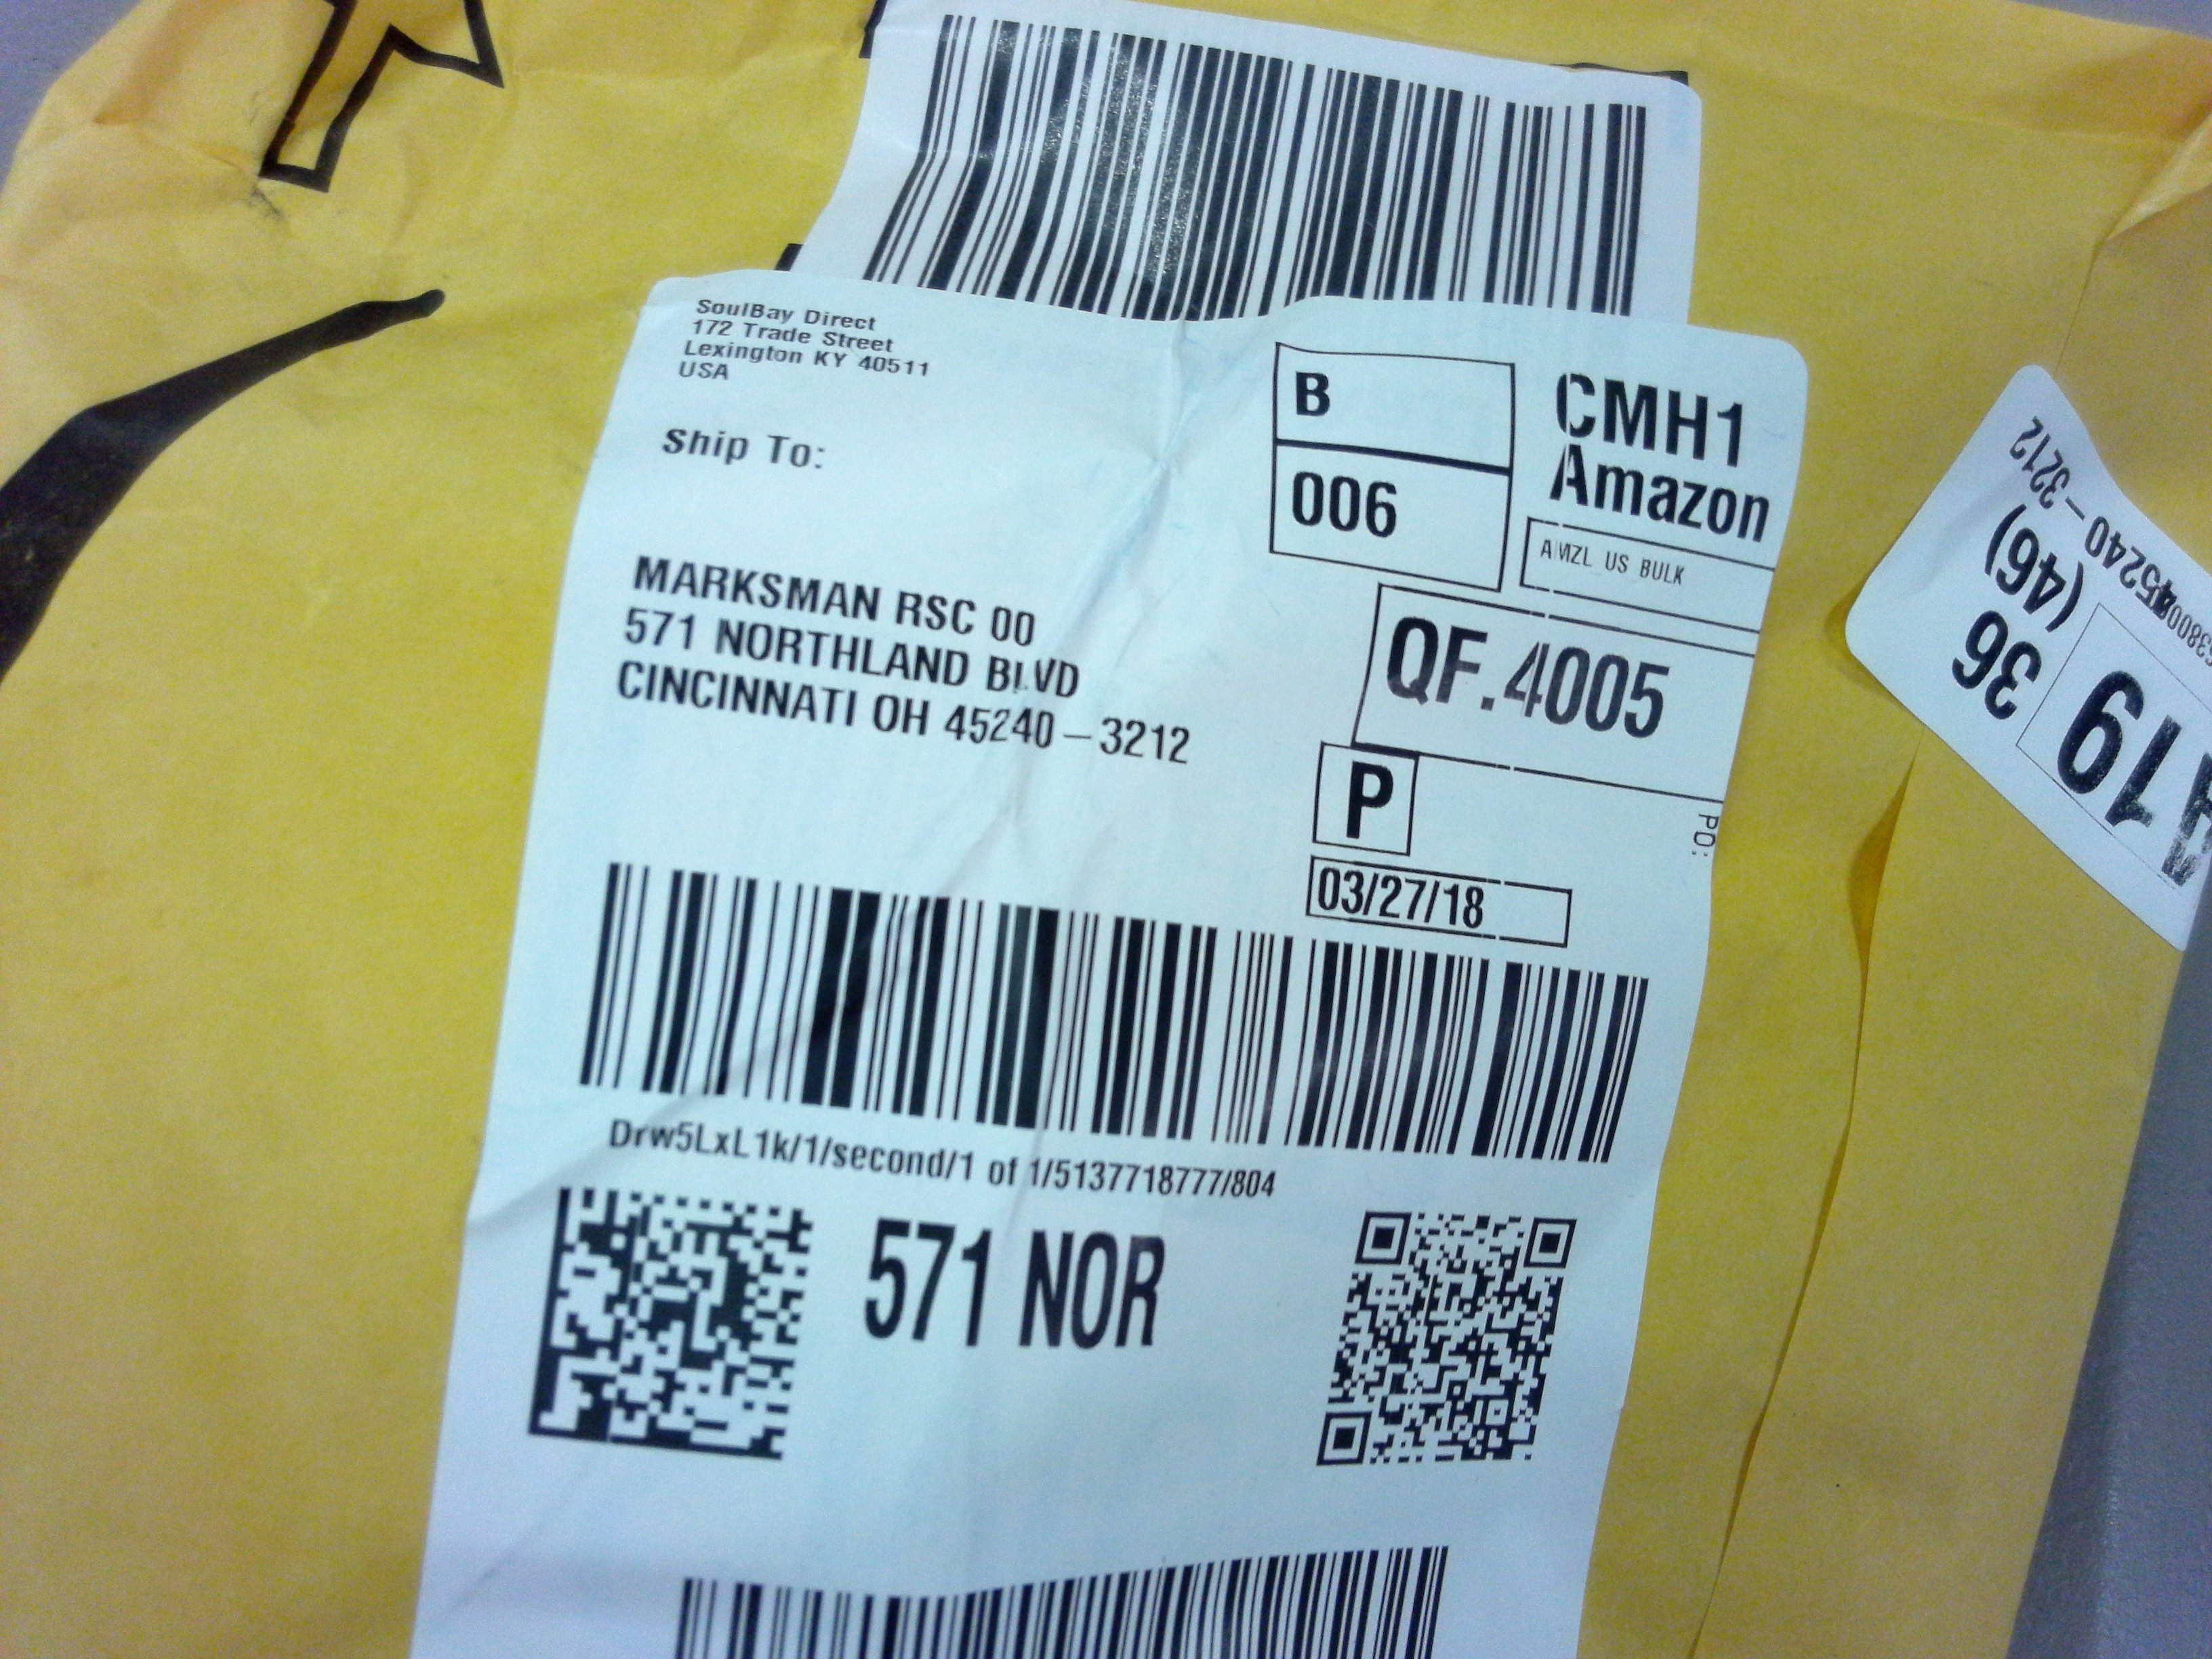 SoulBay Direct
172 Trade Street
Lexington KY 40511
USA
Ship To:
MARKSMAN RSC 00
571 NORTHLAND BLVD
CINCINNATI OH 45240-3212
B
006
CMH1
Amazon
AMZL_US BULK
QF.4005
P
PO:
03/27/18
Drw5LxL1k/1/second/1 of 1/5137718777/804
571 NOR
45240-3212
(46)
36